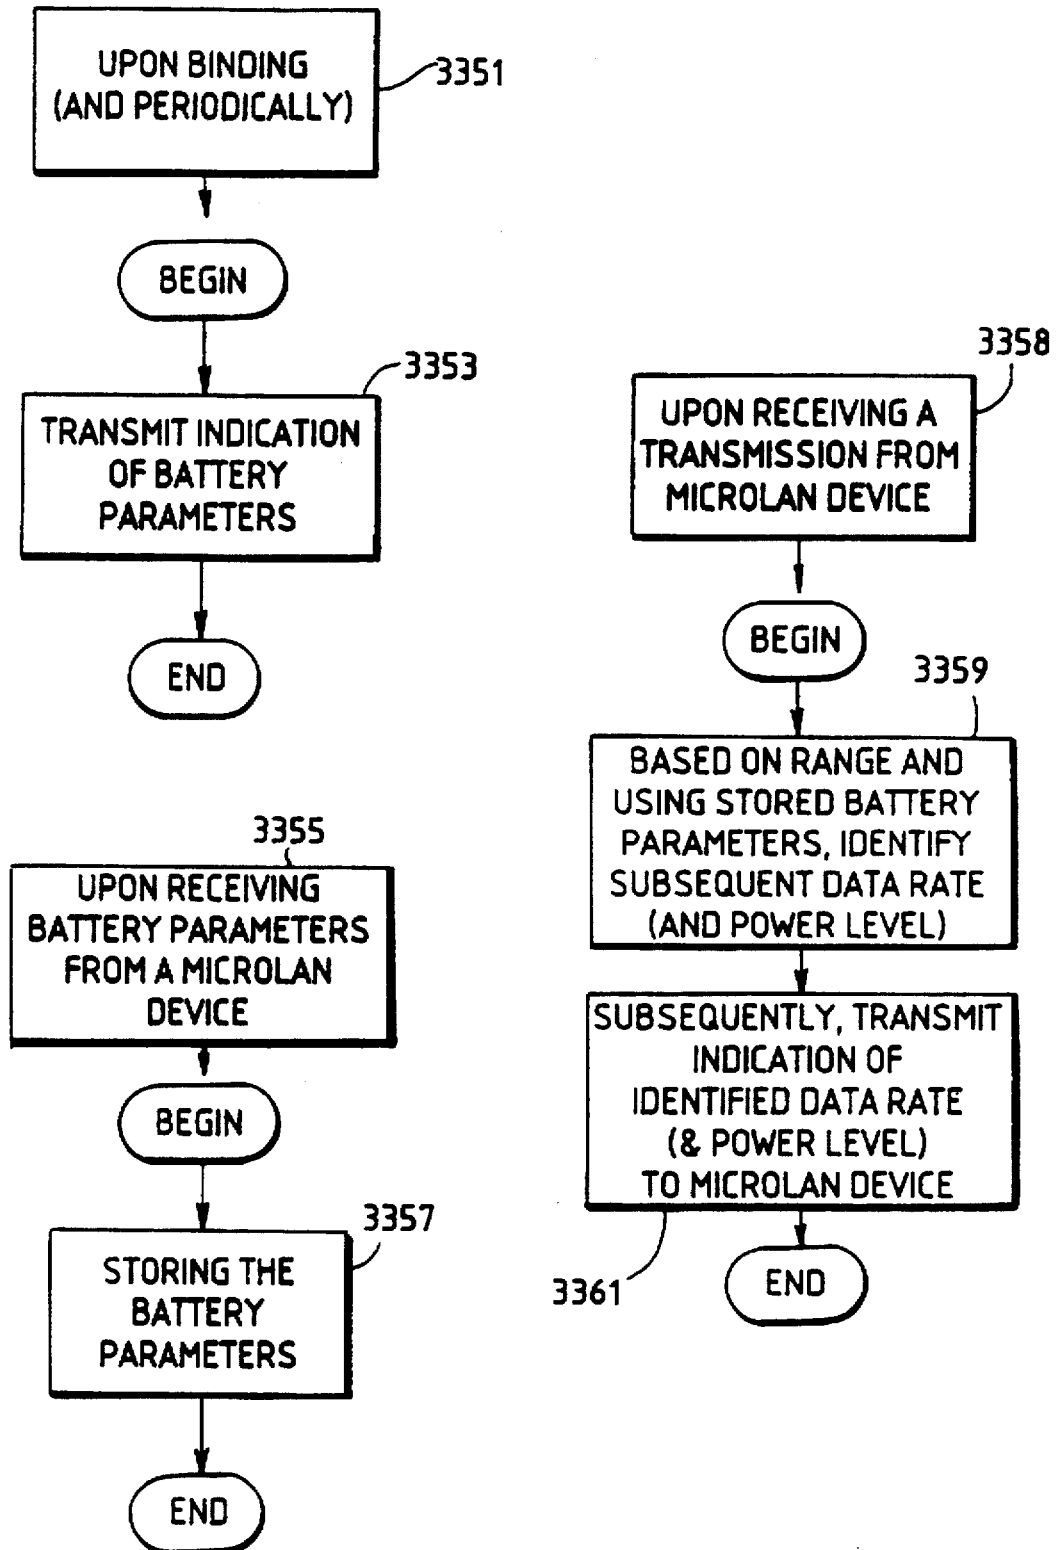 UPON BINDING
(AND PERIODICALLY)
3351
BEGIN
3353
TRANSMIT INDICATION
OF BATTERY
PARAMETERS
END
3355
UPON RECEIVING
BATTERY PARAMETERS
FROM A MICROLAN
DEVICE
BEGIN
3357
STORING THE
BATTERY
PARAMETERS
END
3358
UPON RECEIVING A
TRANSMISSION FROM
MICROLAN DEVICE
BEGIN
3359
BASED ON RANGE AND
USING STORED BATTERY
PARAMETERS, IDENTIFY
SUBSEQUENT DATA RATE
(AND POWER LEVEL)
SUBSEQUENTLY, TRANSMIT
INDICATION OF
IDENTIFIED DATA RATE
(& POWER LEVEL)
TO MICROLAN DEVICE
3361
END